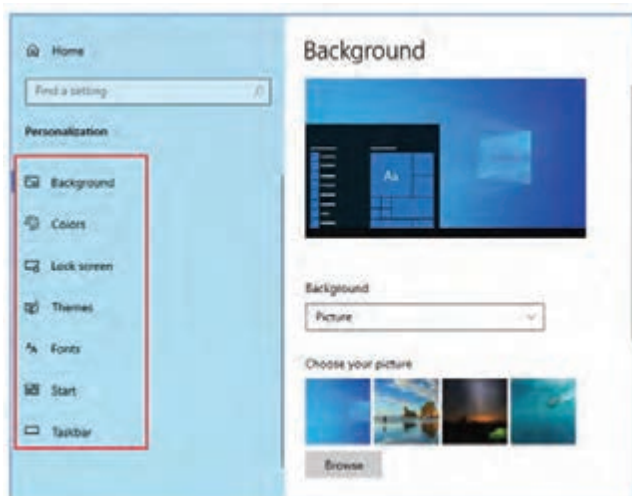 Home
Find a setting
Personalization
Background
Colors
Lock screen
Themes
Fonts
Start
Taskbar
Background
Aa
Background
Picture
Choose your picture
Browse